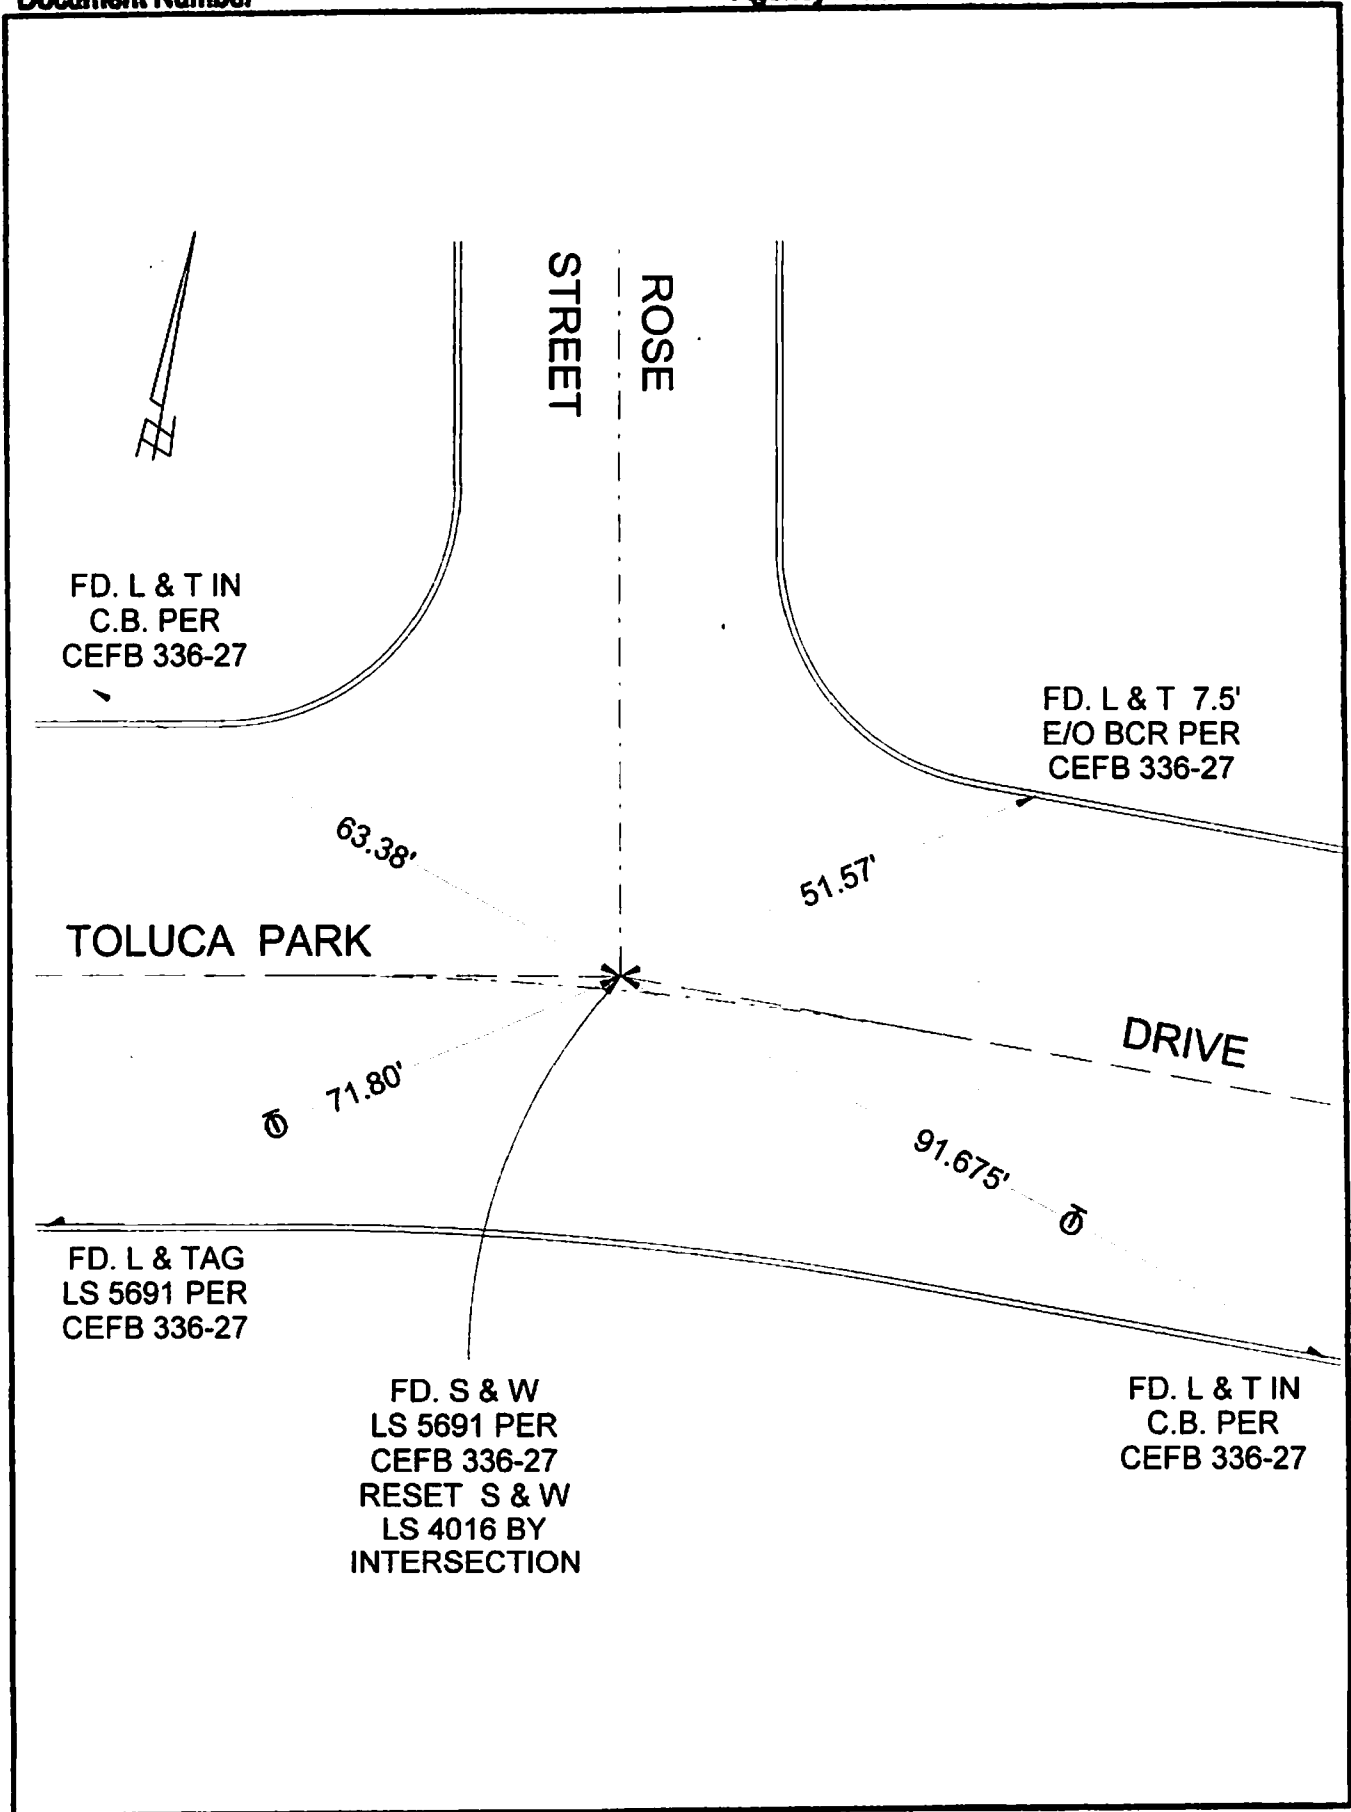 Document Number
STREET
ROSE
FD. L & T IN
C.B. PER
CEFB 336-27
FD. L & T 7.5'
E/O BCR PER
CEFB 336-27
63.38'
51.57'
TOLUCA PARK
DRIVE
71.80'
91.675'
FD. L & TAG
LS 5691 PER
CEFB 336-27
FD. S & W
LS 5691 PER
CEFB 336-27
RESET S & W
LS 4016 BY
INTERSECTION
FD. L & T IN
C.B. PER
CEFB 336-27